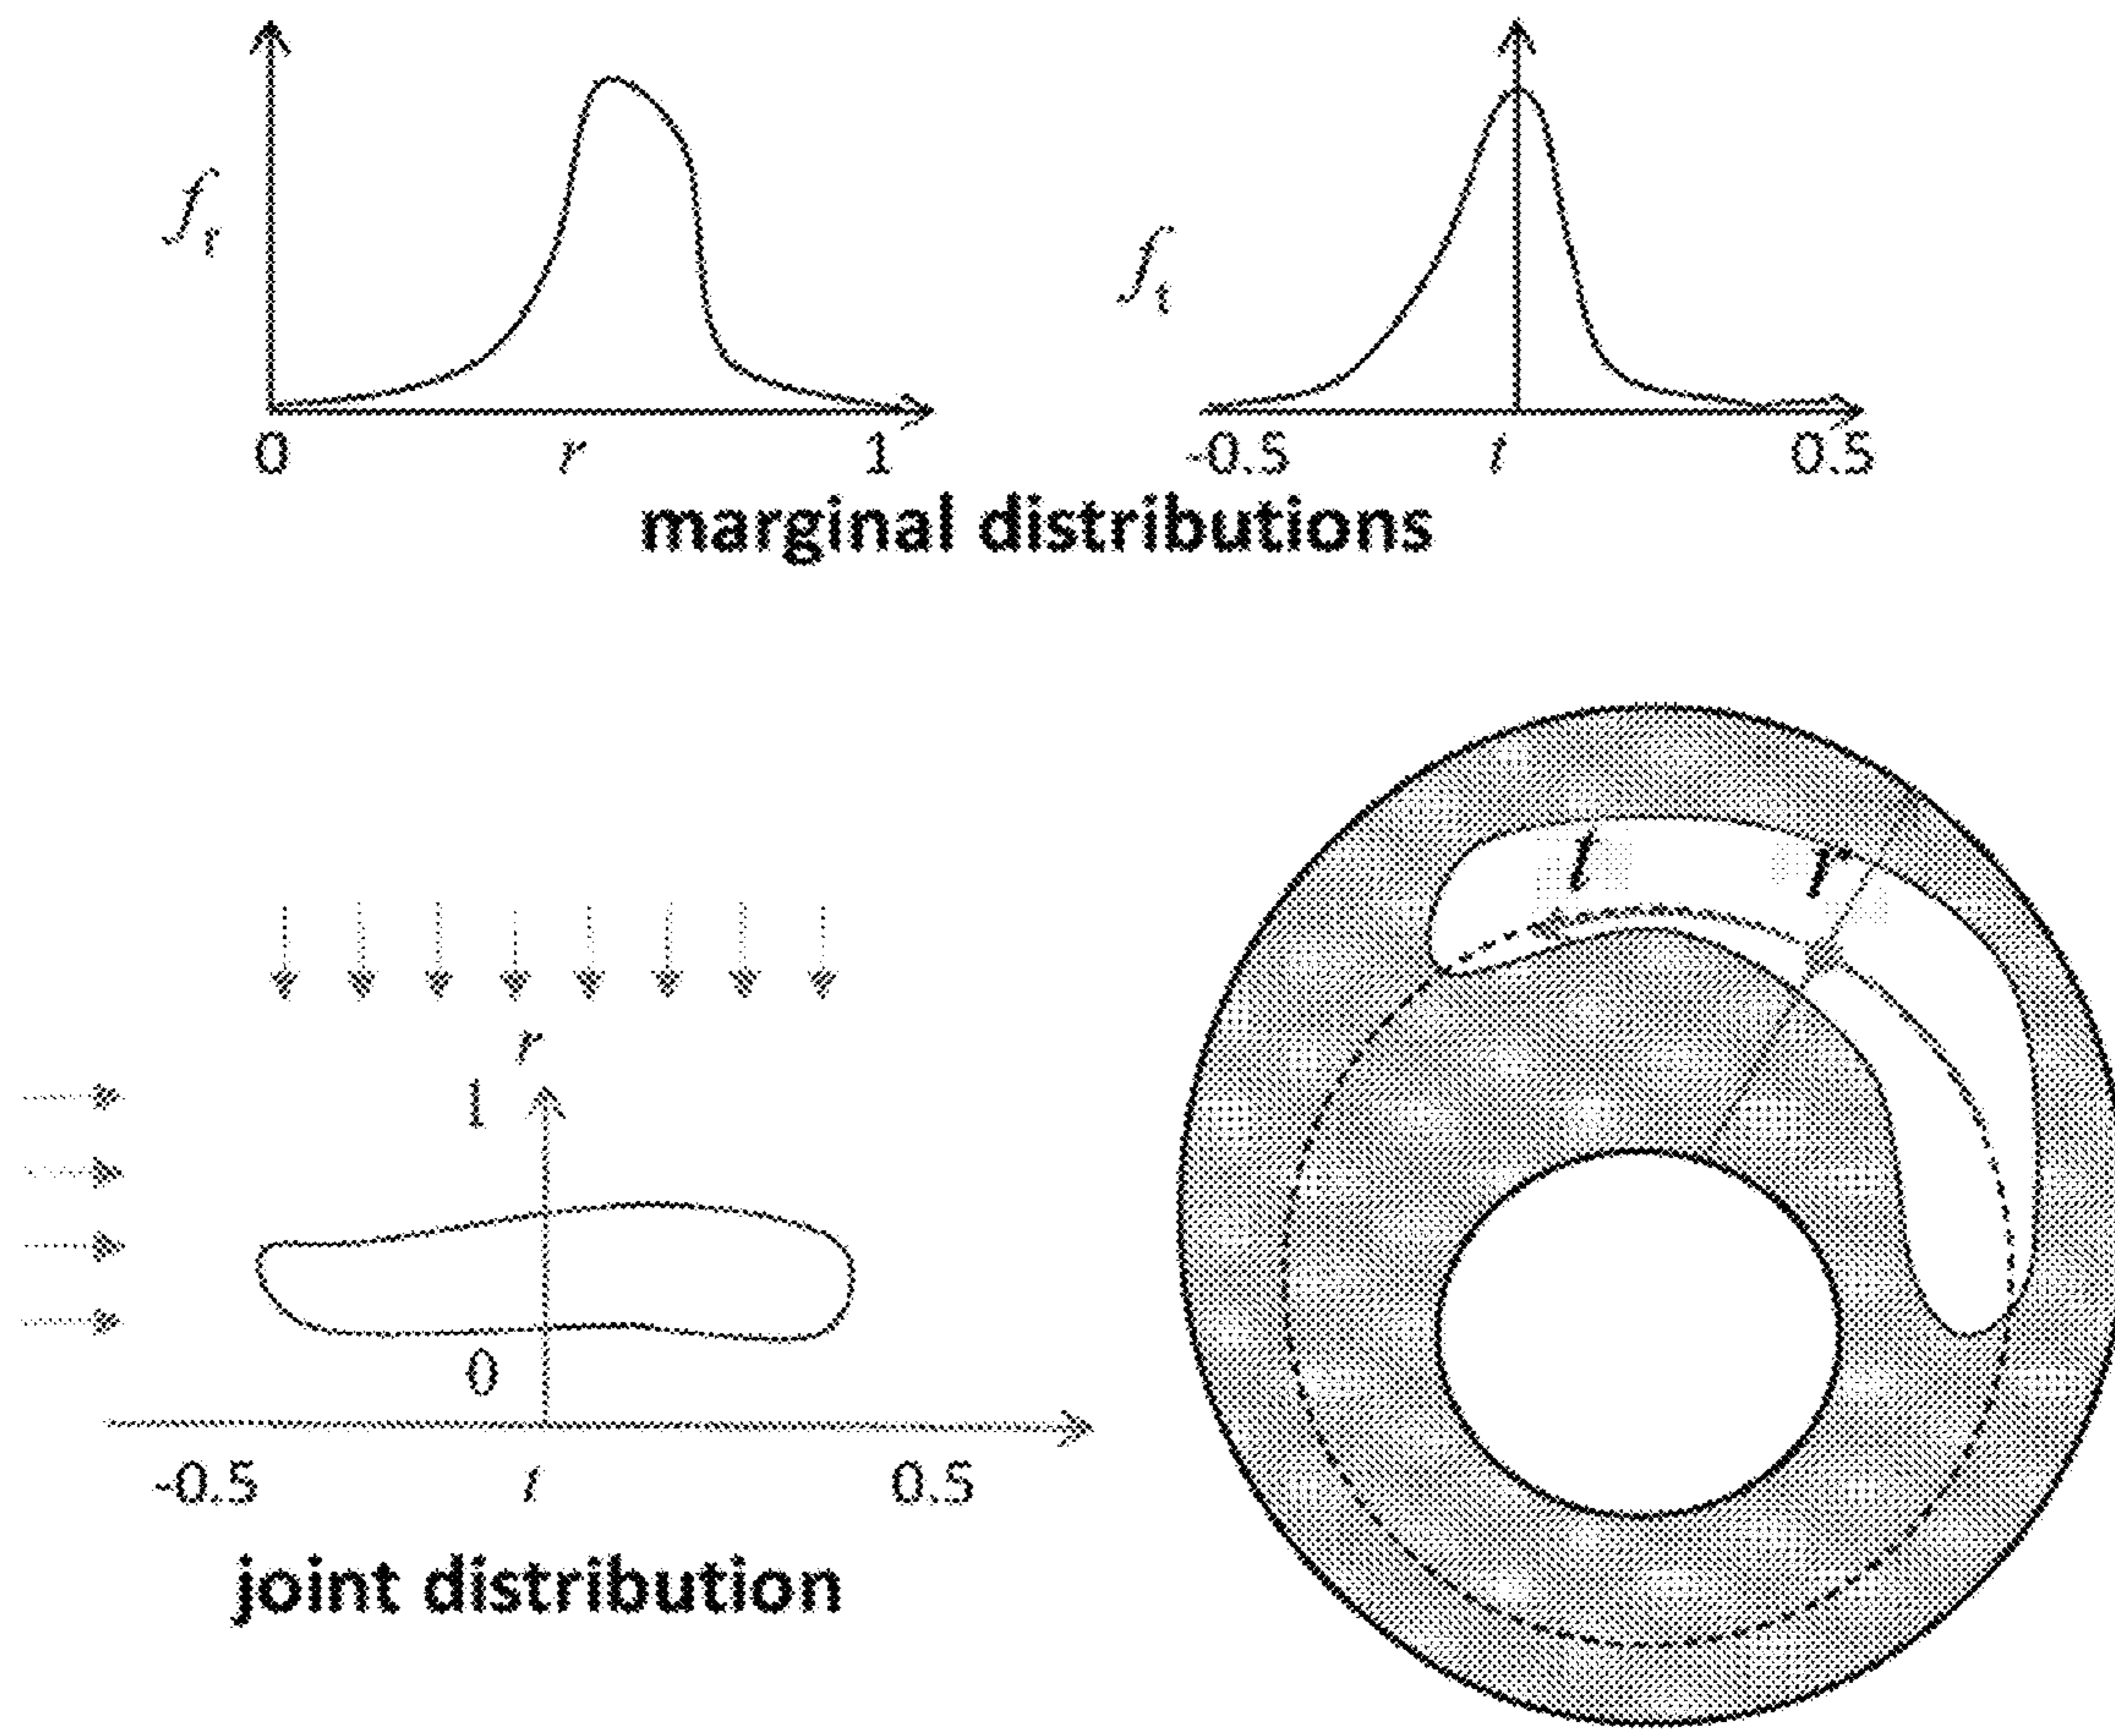 f_r
0 r 1
f_t
-0.5 t 0.5
marginal distributions
r
1
0
-0.5 t 0.5
joint distribution
t r